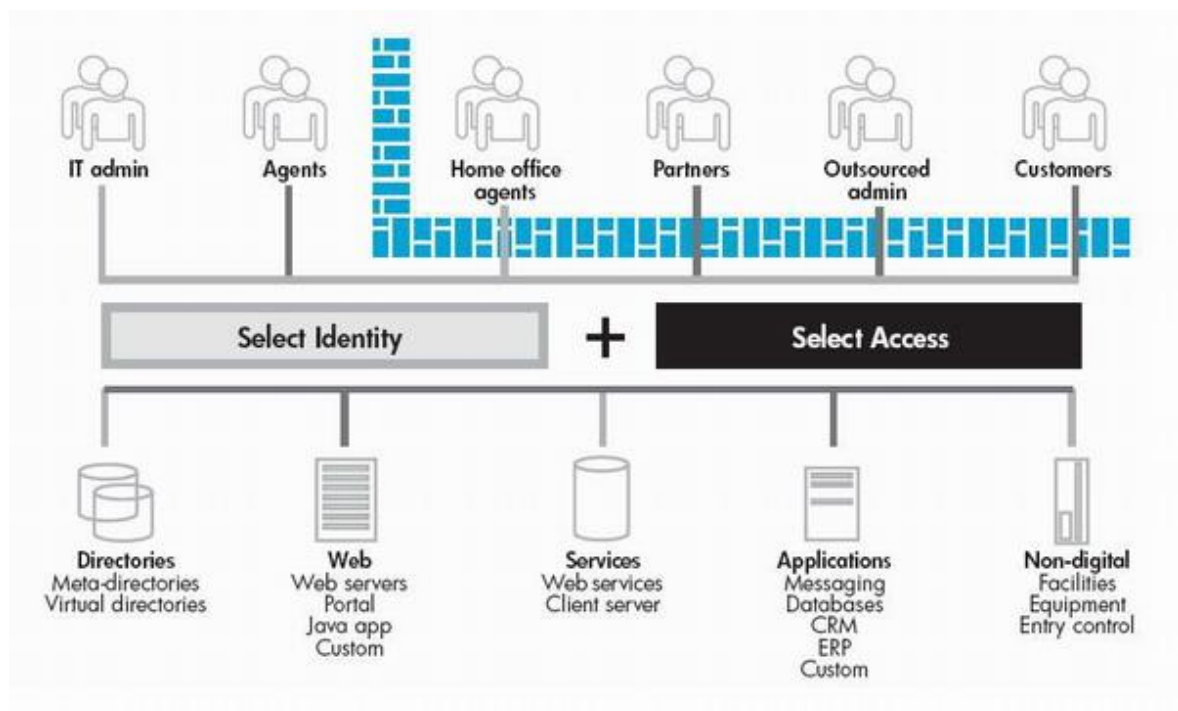 IT admin
Agents
Home office
agents
Partners
Outsourced
admin
Customers
Select Identity
+
Select Access
Directories
Meta-directories
Virtual directories
Web
Web servers
Portal
Java app
Custom
Services
Web services
Client server
Applications
Messaging
Databases
CRM
ERP
Custom
Non-digital
Facilities
Equipment
Entry control